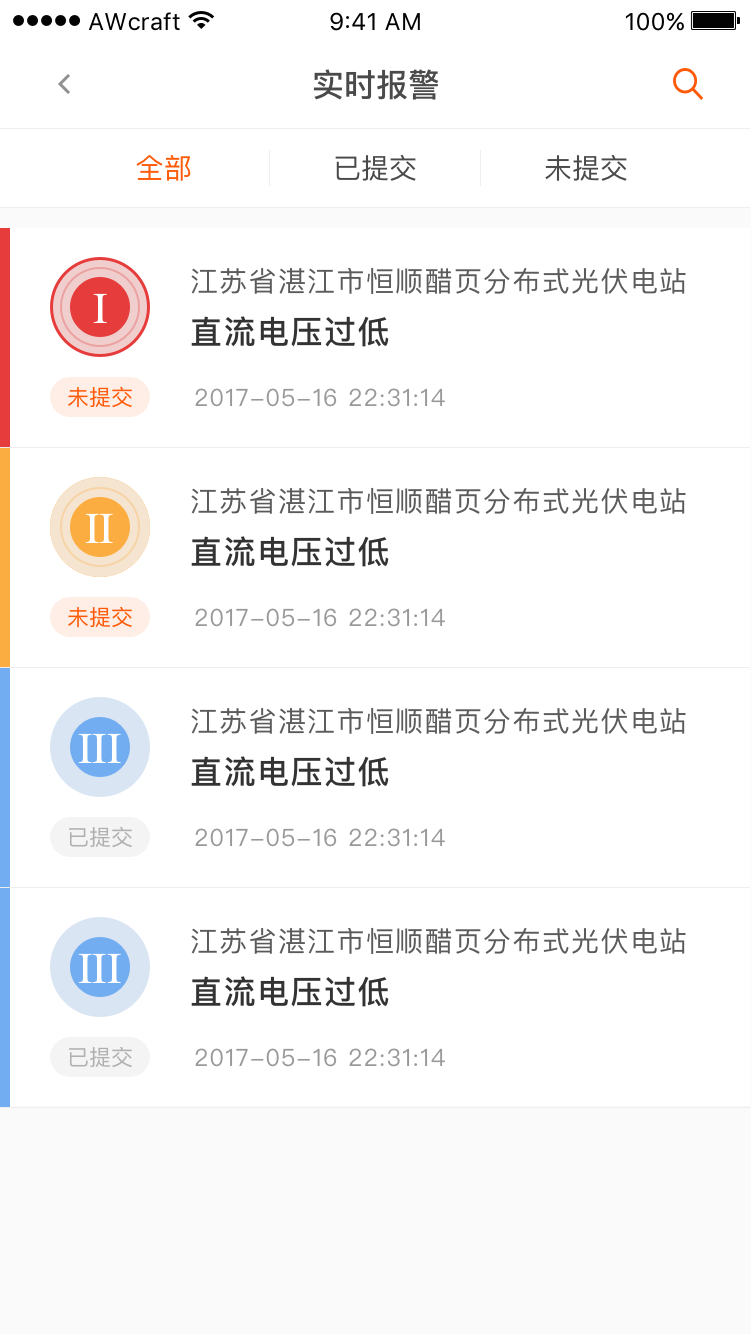 AWcraft 9:41 AM 100%
实时报警
全部 已提交 未提交
I
江苏省湛江市恒顺醋页分布式光伏电站
直流电压过低
未提交 2017-05-16 22:31:14
II
江苏省湛江市恒顺醋页分布式光伏电站
直流电压过低
未提交 2017-05-16 22:31:14
III
江苏省湛江市恒顺醋页分布式光伏电站
直流电压过低
已提交 2017-05-16 22:31:14
III
江苏省湛江市恒顺醋页分布式光伏电站
直流电压过低
已提交 2017-05-16 22:31:14